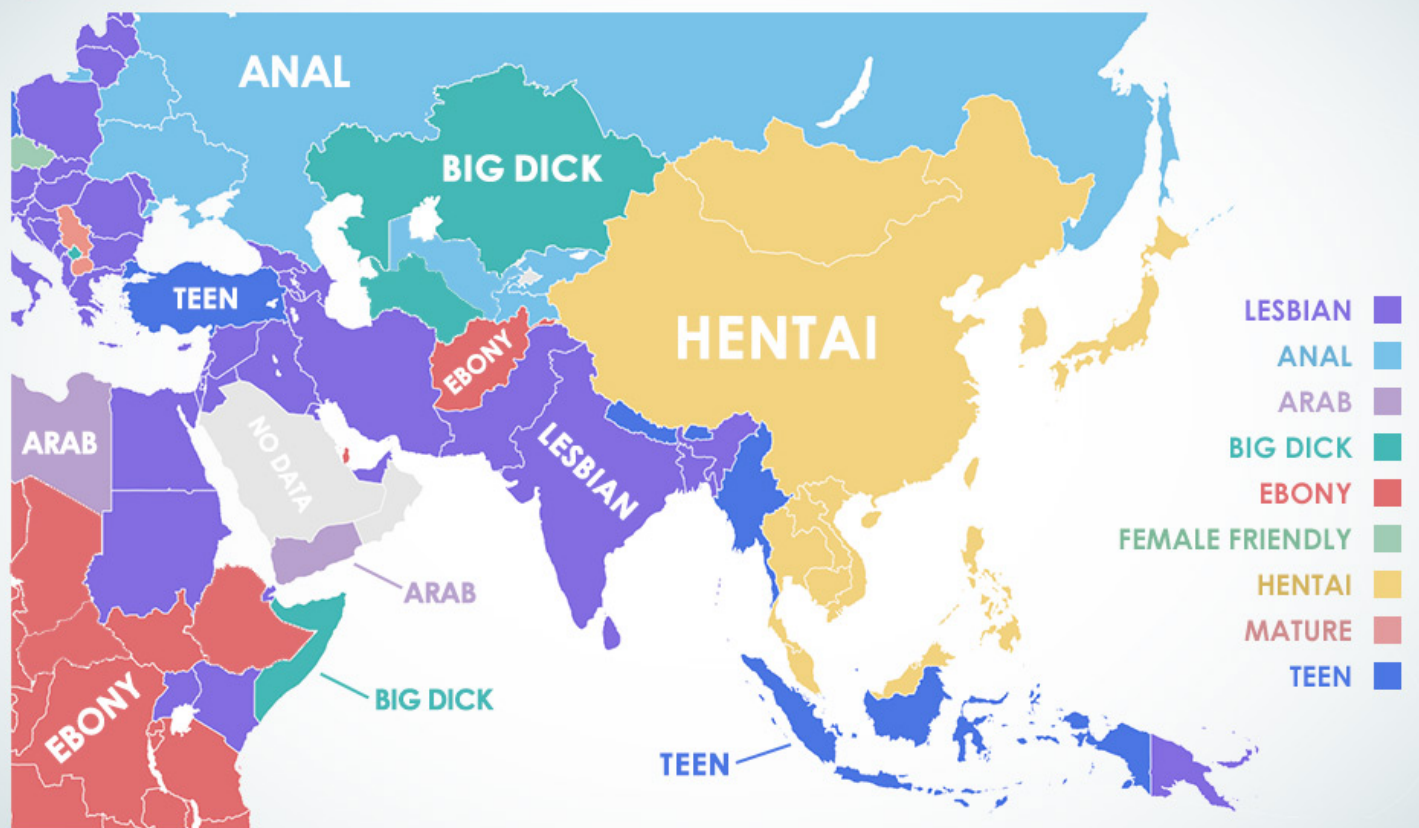 ANAL
BIG DICK
HENTAI
TEEN
EBONY
LESBIAN
NO DATA
ARAB
ARAB
BIG DICK
EBONY
TEEN
LESBIAN
ANAL
ARAB
BIG DICK
EBONY
FEMALE FRIENDLY
HENTAI
MATURE
TEEN